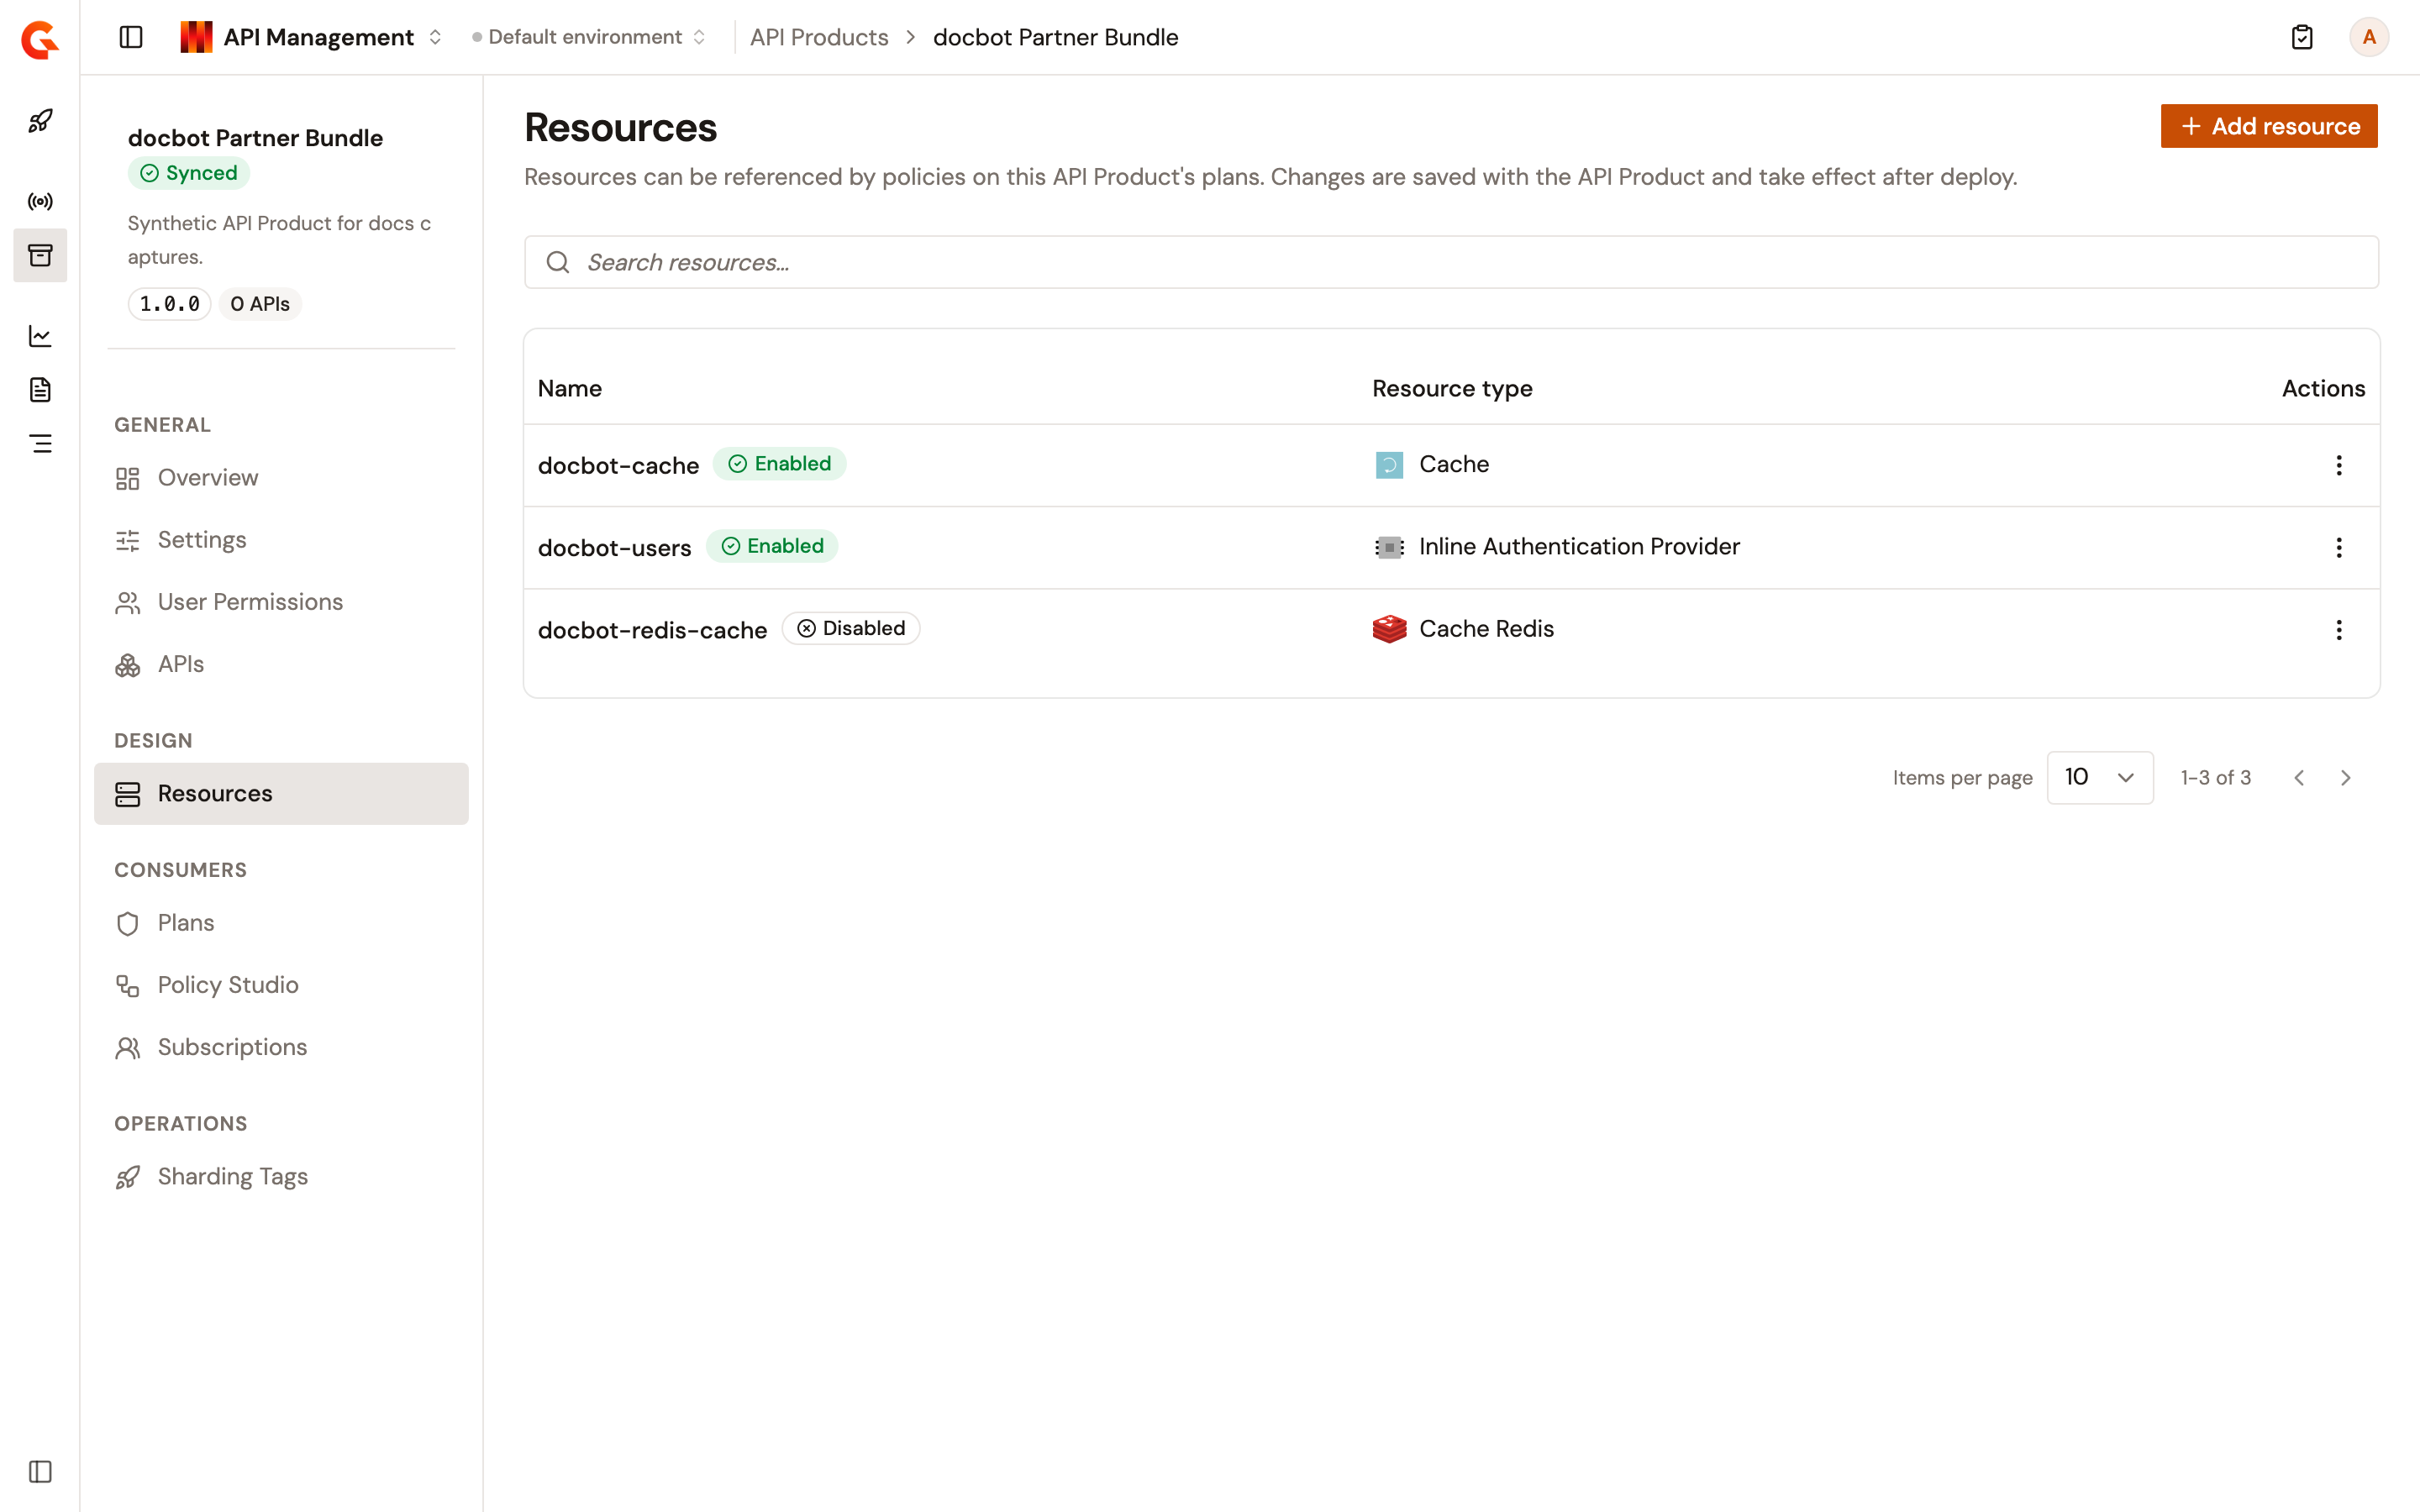 API Management
Default environment
API Products > docbot Partner Bundle
A
docbot Partner Bundle
Synced
Synthetic API Product for docs c
aptures.
1.0.0
0 APIs
GENERAL
Overview
Settings
User Permissions
APIs
DESIGN
Resources
CONSUMERS
Plans
Policy Studio
Subscriptions
OPERATIONS
Sharding Tags
Resources
Add resource
Resources can be referenced by policies on this API Product's plans. Changes are saved with the API Product and take effect after deploy.
Search resources...
Name Resource type Actions
docbot-cache Enabled Cache
docbot-users Enabled Inline Authentication Provider
docbot-redis-cache Disabled Cache Redis
Items per page 10 1-3 of 3